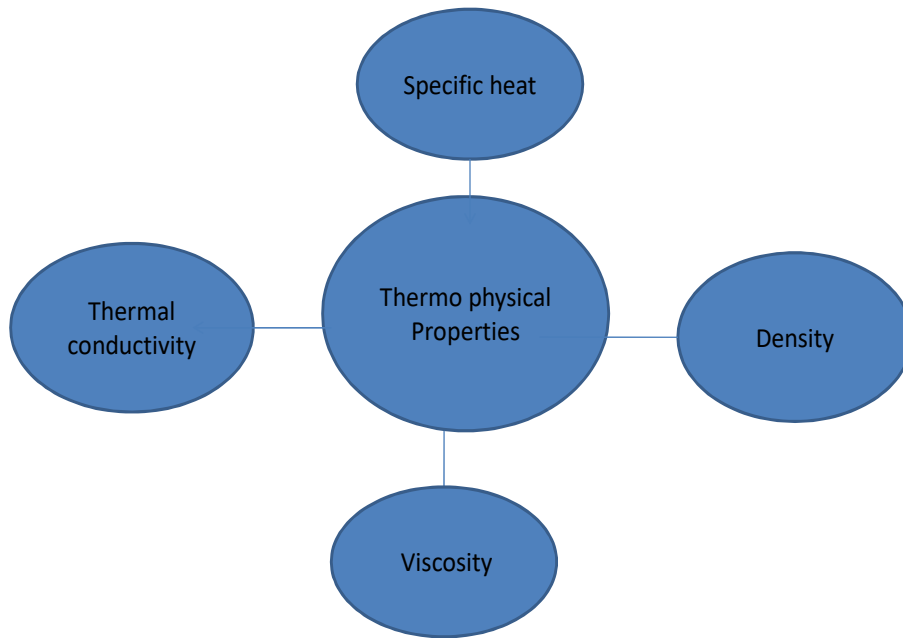 Specific heat
Thermo physical
Properties
Thermal
conductivity
Density
Viscosity